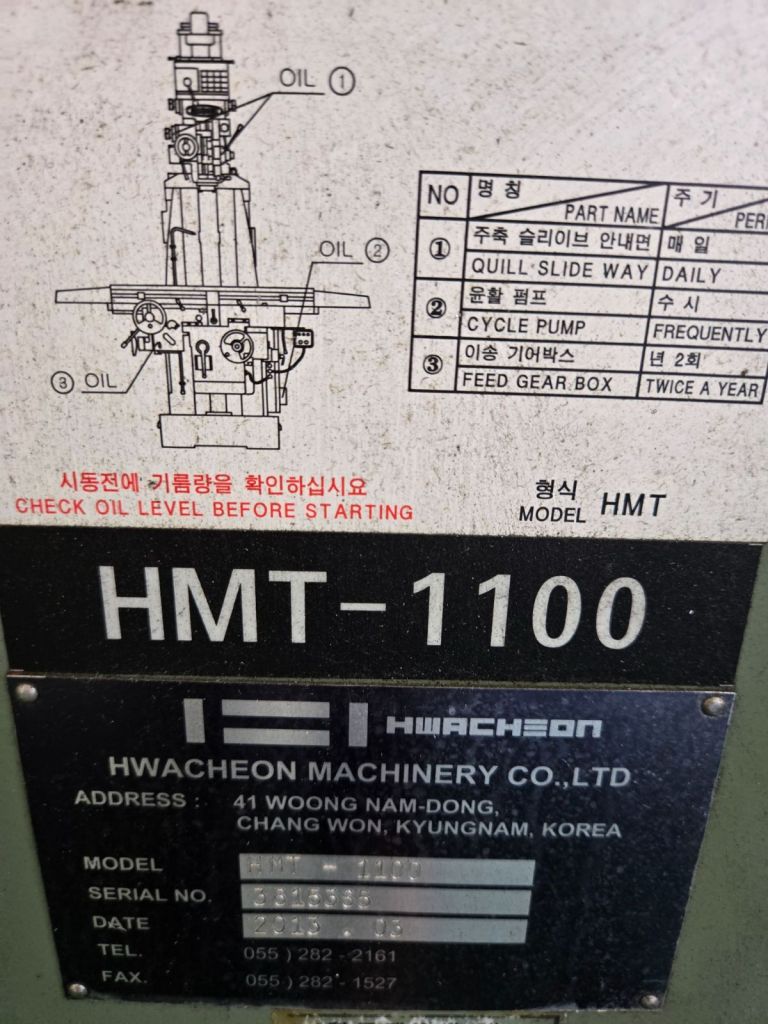 OIL ①
OIL ②
③ OIL
NO 명칭 PART NAME 주기
① 주축 슬리이브 안내면 매일
QUILL SLIDE WAY DAILY
② 윤활 펌프 수시
CYCLE PUMP FREQUENTLY
③ 이송 기어박스 년 2회
FEED GEAR BOX TWICE A YEAR
시동전에 기름량을 확인하십시요
CHECK OIL LEVEL BEFORE STARTING
형식
MODEL HMT
HMT-1100
HWACHEON
HWACHEON MACHINERY CO.,LTD
ADDRESS : 41 WOONG NAM-DONG,
CHANG WON, KYUNGNAM, KOREA
MODEL HMT - 1100
SERIAL NO.
DATE 2013 . 03
TEL. 055 ) 282 - 2161
FAX. 055 ) 282 - 1527